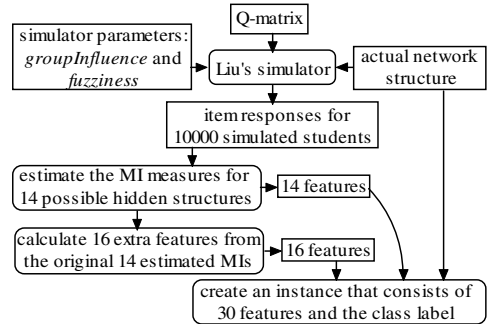 Q-matrix
simulator parameters:
groupInfluence and
fuzziness
Liu's simulator
actual network
structure
item responses for
10000 simulated students
estimate the MI measures for
14 possible hidden structures
14 features
calculate 16 extra features from
the original 14 estimated MIs
16 features
create an instance that consists of
30 features and the class label